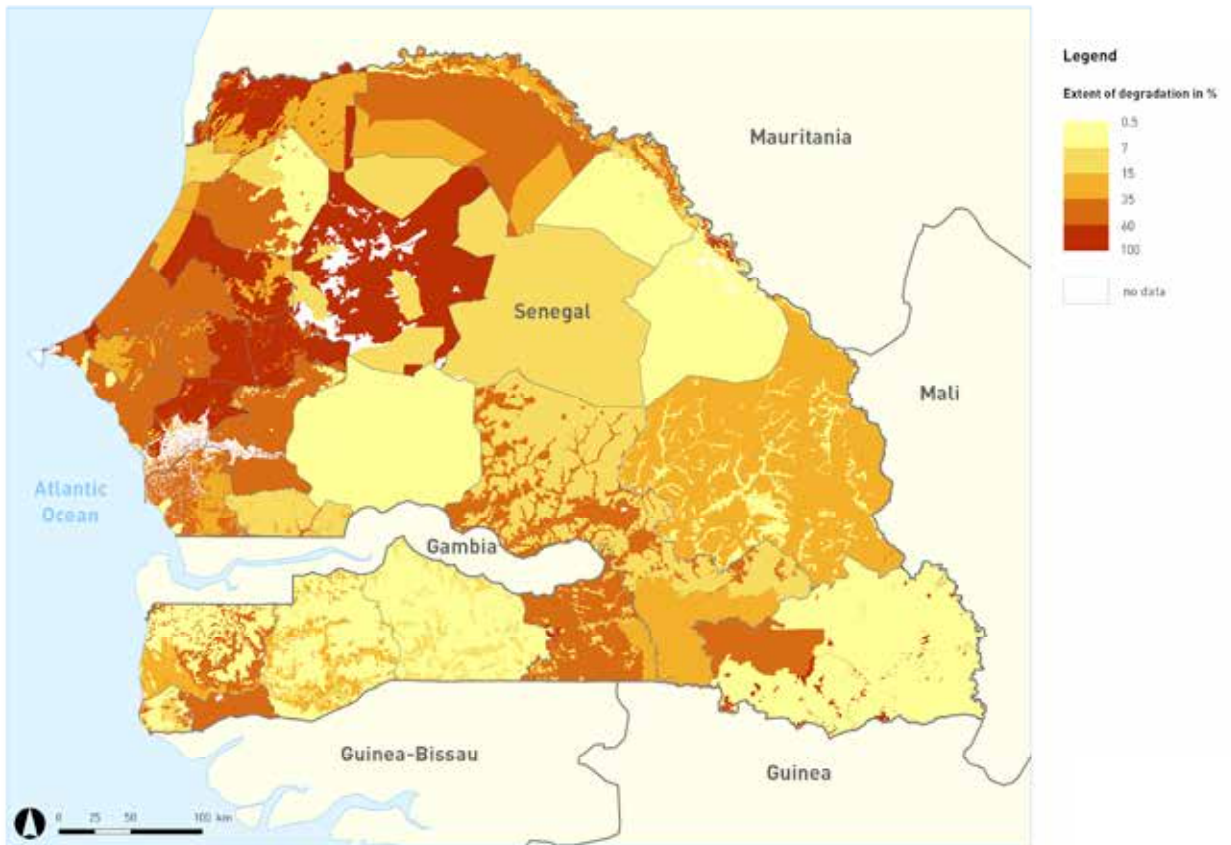 Legend
Extent of degradation in %
0.5
7
15
35
60
100
no data
Mauritania
Senegal
Mali
Atlantic
Ocean
Gambia
Guinea-Bissau
Guinea
0 25 50 100 km